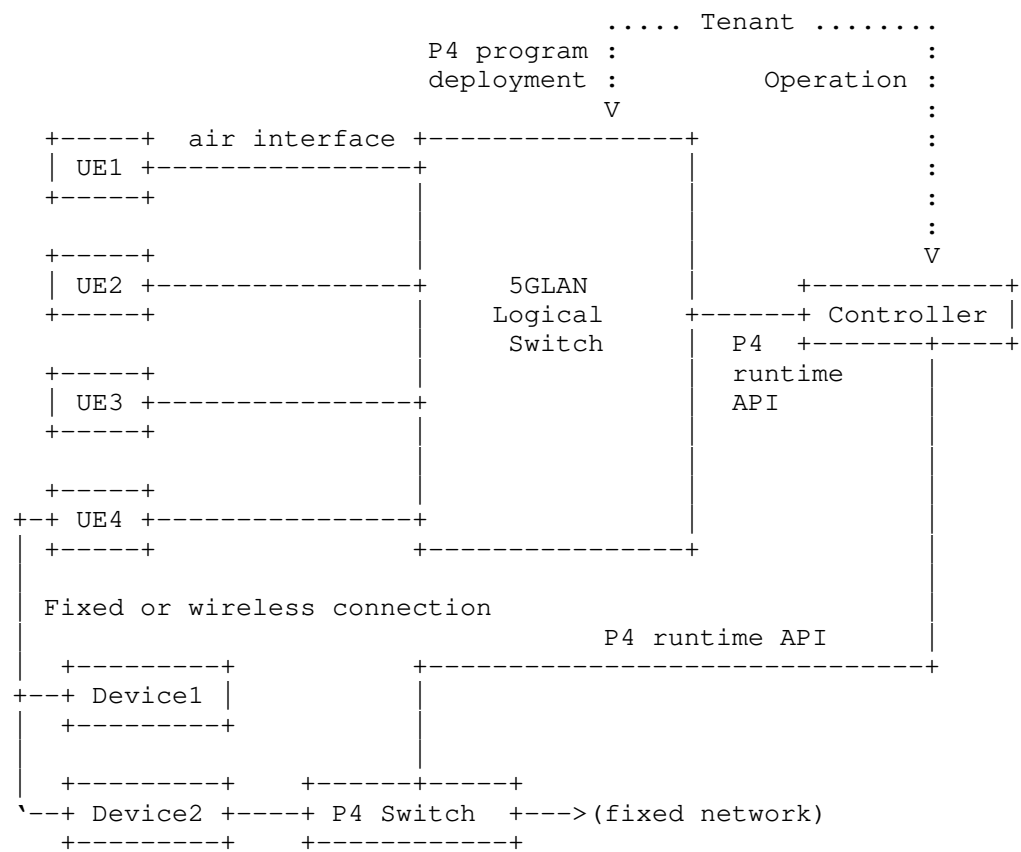 ..... Tenant ........
P4 program : :
deployment : Operation :
V :
+-----+ air interface +----------------+ :
| UE1 +----------------+ | :
+-----+ | | :
| | :
+-----+ | | V
| UE2 +----------------+ 5GLAN | +------------+
+-----+ | Logical +------+ Controller |
| Switch | P4 +-------+----+
+-----+ | | runtime |
| UE3 +----------------+ | API |
+-----+ | | |
| | |
+-----+ | | |
+-+ UE4 +----------------+ | |
| +-----+ +----------------+ |
| |
| Fixed or wireless connection |
| P4 runtime API |
| +---------+ +------------------------------+
+--+ Device1 | |
| +---------+ |
| |
| +---------+ +------+-----+
`--+ Device2 +----+ P4 Switch +--->(fixed network)
+---------+ +------------+